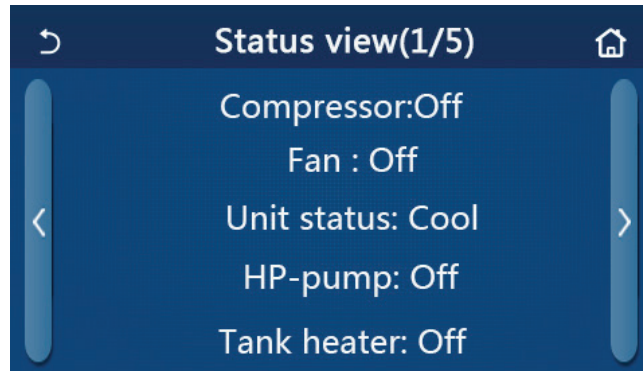 Status view(1/5)
Compressor:Off
Fan : Off
Unit status: Cool
HP-pump: Off
Tank heater: Off